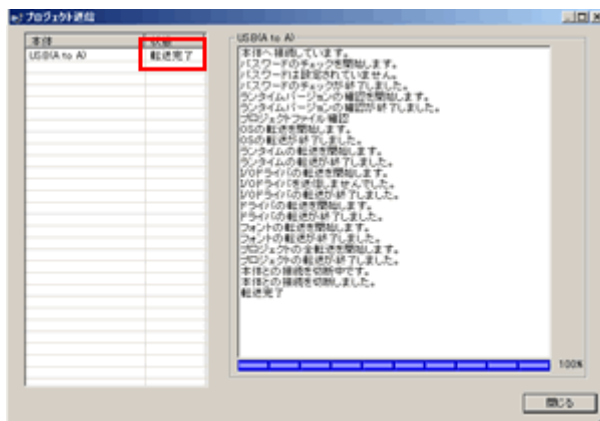 プロジェクト送信
本体 状態
USB(A to A) 転送完了
USB(A to A)
本体へ接続しています。
パスワードのチェックを開始します。
パスワードは設定されていません。
パスワードのチェックが終了しました。
ランタイムバージョンの確認を開始します。
ランタイムバージョンの確認が終了しました。
プロジェクトファイル確認
OSの転送を開始します。
OSの転送が終了しました。
ランタイムの転送を開始します。
ランタイムの転送が終了しました。
I/Oドライバの転送を開始します。
I/Oドライバを送信しませんでした。
I/Oドライバの転送が終了しました。
ドライバの転送を開始します。
ドライバの転送が終了しました。
フォントの転送を開始します。
フォントの転送が終了しました。
プロジェクトの全転送を開始します。
プロジェクトの転送が終了しました。
本体との接続を切断中です。
本体との接続を切断しました。
転送完了
100%
閉じる